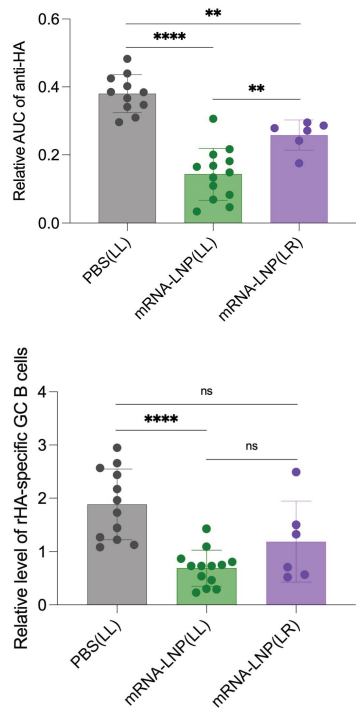 Relative AUC of anti-HA
**
****
**
0.6
0.4
0.2
0.0
PBS(LL)
mRNA-LNP(LL)
mRNA-LNP(LR)
Relative level of rHA-specific GC B cells
ns
****
ns
4
3
2
1
0
PBS(LL)
mRNA-LNP(LL)
mRNA-LNP(LR)